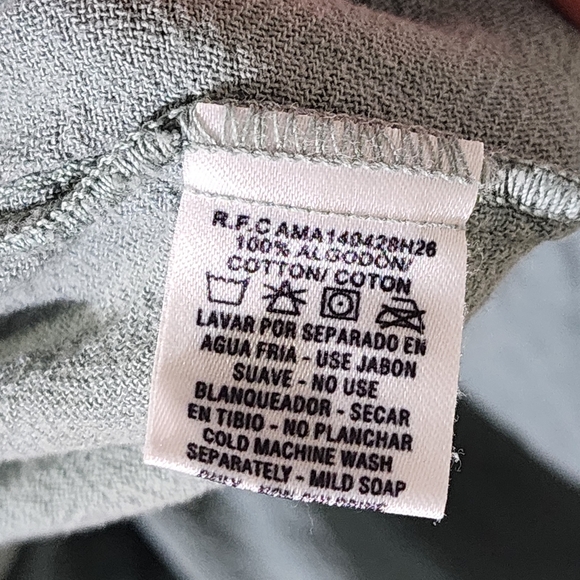 R.F.C AMA140428H26
100% ALGODON/
COTTON/ COTON
LAVAR POR SEPARADO EN
AGUA FRIA - USE JABON
SUAVE - NO USE
BLANQUEADOR - SECAR
EN TIBIO - NO PLANCHAR
COLD MACHINE WASH
SEPARATELY - MILD SOAP